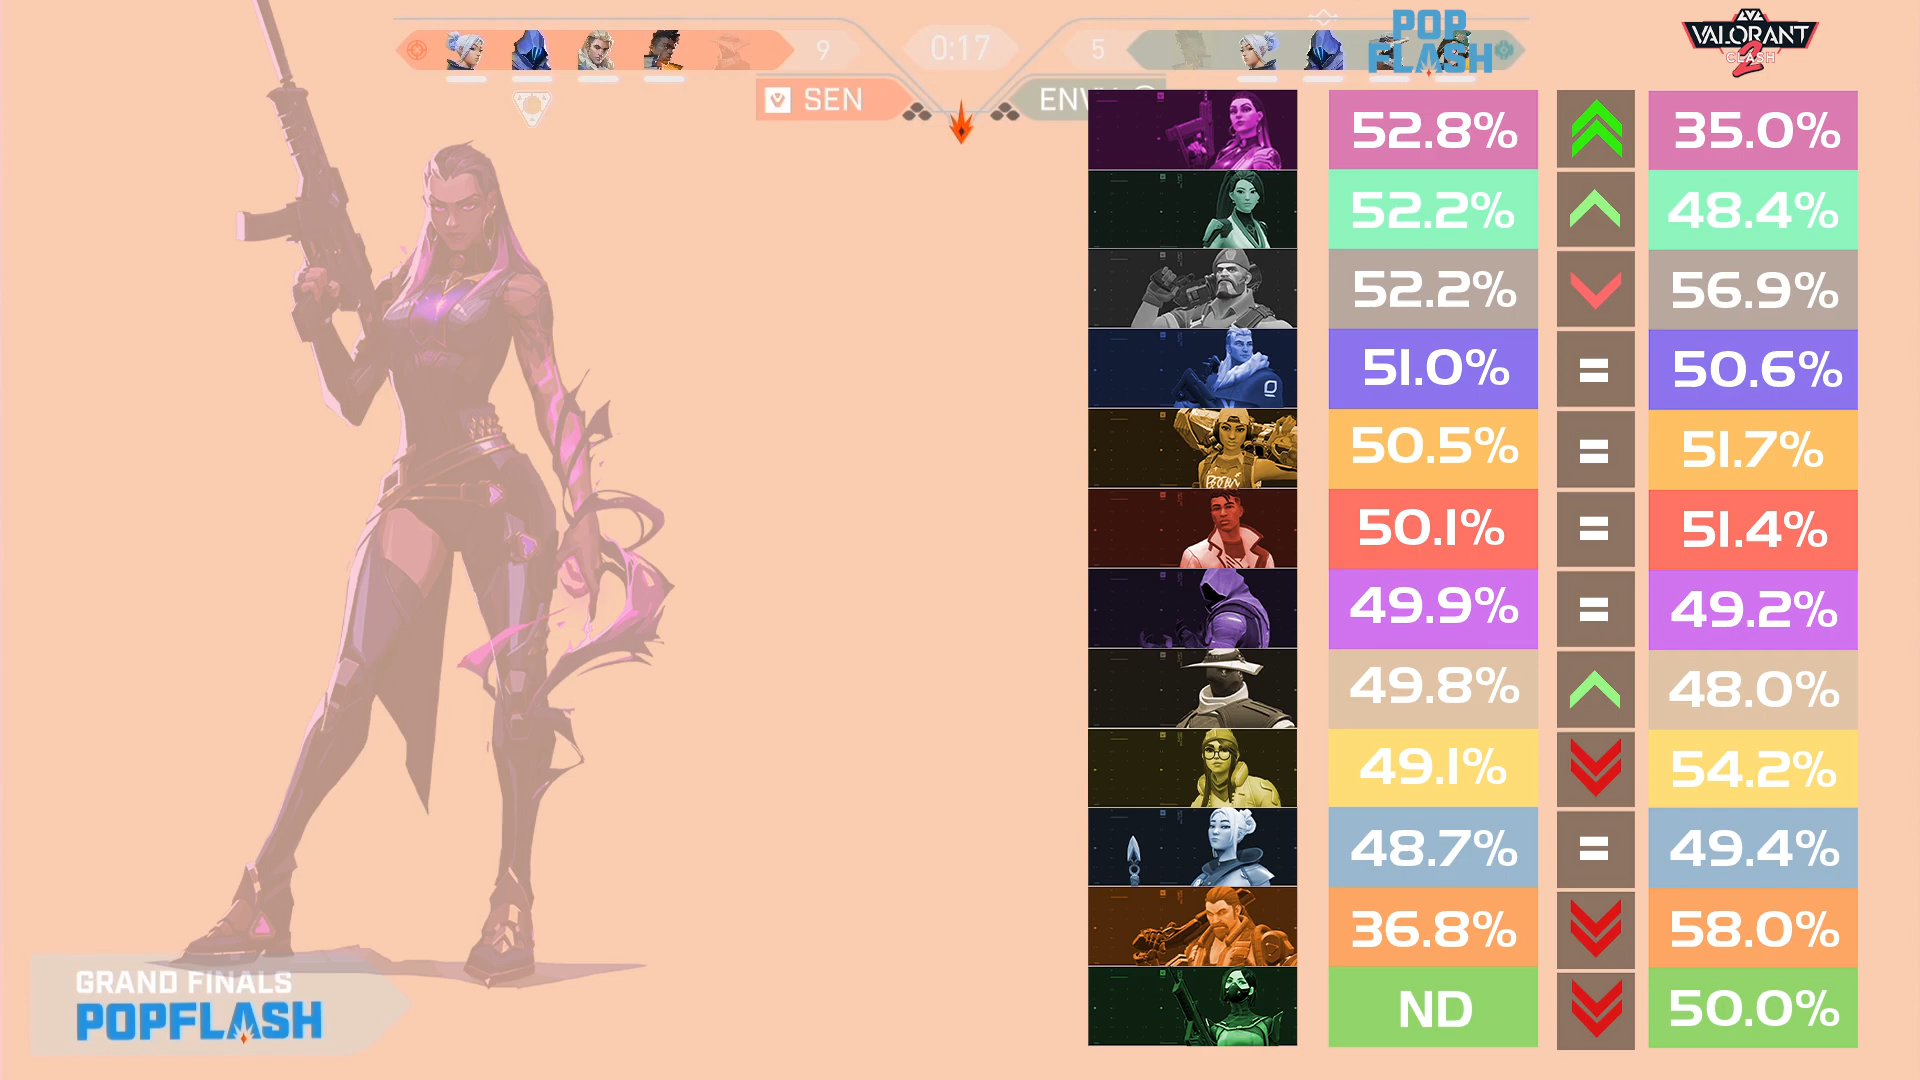 9
0:17
5
POP
FLASH
LVL
VALORANT
CLASH
2
SEN
ENVY
52.8% 35.0%
52.2% 48.4%
52.2% 56.9%
51.0% 50.6%
50.5% 51.7%
50.1% 51.4%
49.9% 49.2%
49.8% 48.0%
49.1% 54.2%
48.7% = 49.4%
36.8% 58.0%
ND 50.0%
GRAND FINALS
POPFLASH